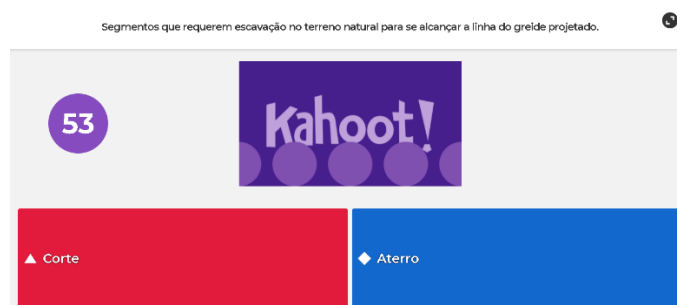 Segmentos que requerem escavação no terreno natural para se alcançar a linha do greide projetado.
53
Kahoot!
Corte
Aterro